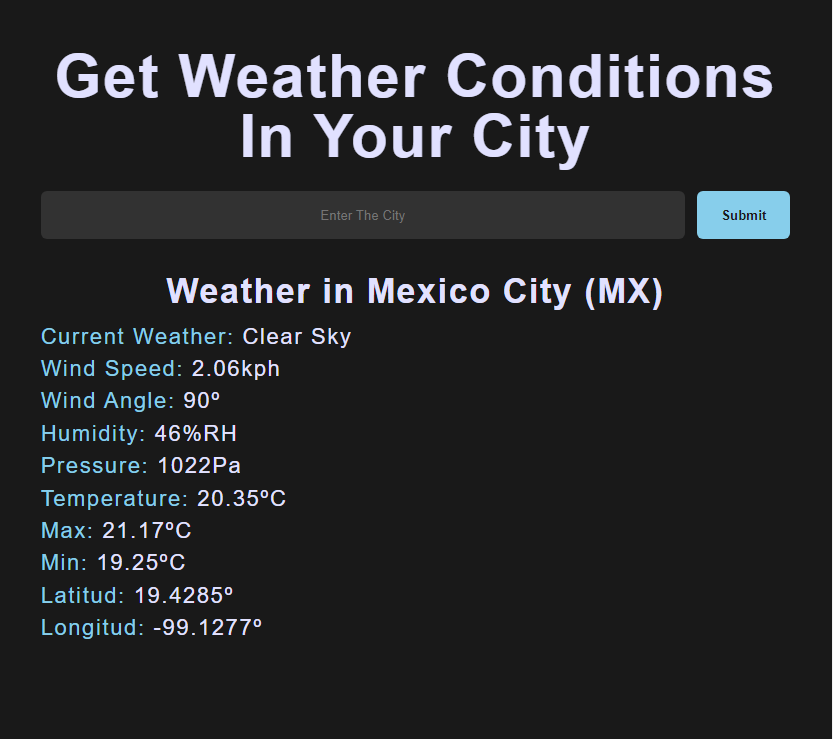 Get Weather Conditions
In Your City
Enter The City
Submit
Weather in Mexico City (MX)
Current Weather: Clear Sky
Wind Speed: 2.06kph
Wind Angle: 90º
Humidity: 46%RH
Pressure: 1022Pa
Temperature: 20.35ºC
Max: 21.17ºC
Min: 19.25ºC
Latitud: 19.4285º
Longitud: -99.1277º